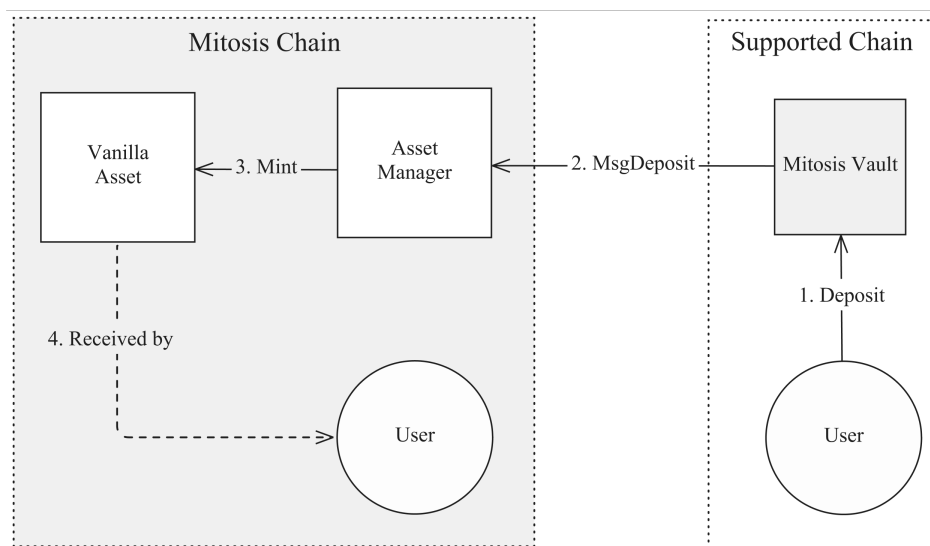 Mitosis Chain
Supported Chain
Vanilla
Asset
3. Mint
Asset
Manager
2. MsgDeposit
Mitosis Vault
1. Deposit
4. Received by
User
User